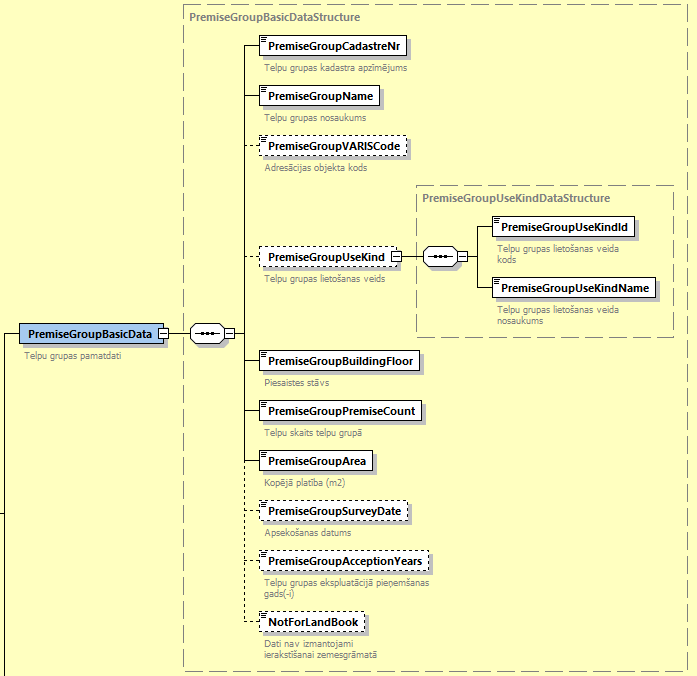 PremiseGroupBasicDataStructure
PremiseGroupCadastreNr
Telpu grupas kadastra apzīmējums
PremiseGroupName
Telpu grupas nosaukums
PremiseGroupVARISCode
Adresācijas objekta kods
PremiseGroupUseKindDataStructure
PremiseGroupUseKindId
Telpu grupas lietošanas veida
kods
PremiseGroupUseKind
Telpu grupas lietošanas veids
PremiseGroupUseKindName
Telpu grupas lietošanas veida
nosaukums
PremiseGroupBasicData
Telpu grupas pamatdati
PremiseGroupBuildingFloor
Piesaistes stāvs
PremiseGroupPremiseCount
Telpu skaits telpu grupā
PremiseGroupArea
Kopējā platība (m2)
PremiseGroupSurveyDate
Apsekošanas datums
PremiseGroupAcceptionYears
Telpu grupas ekspluatācijā pieņemšanas
gads(-i)
NotForLandBook
Dati nav izmantojami
ierakstīšanai zemesgrāmatā